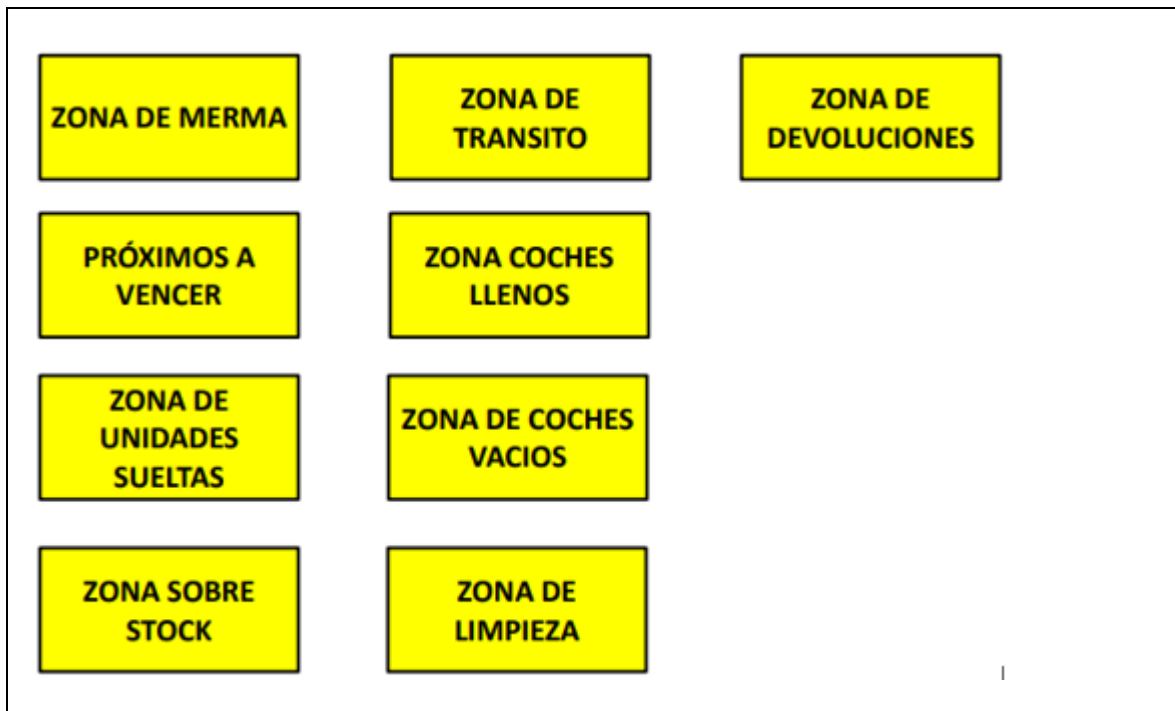 ZONA DE MERMA
ZONA DE
TRANSITO
ZONA DE
DEVOLUCIONES
PRÓXIMOS A
VENCER
ZONA COCHES
LLENOS
ZONA DE
UNIDADES
SUELTAS
ZONA DE COCHES
VACIOS
ZONA SOBRE
STOCK
ZONA DE
LIMPIEZA